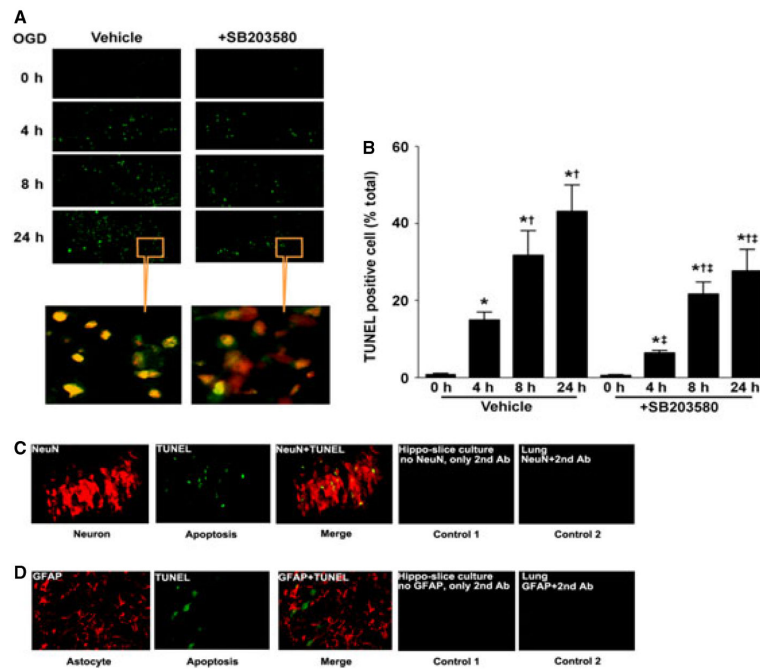 A
OGD
Vehicle
+SB203580
0 h
4 h
8 h
24 h
B
TUNEL positive cell (% total)
60
40
20
0
*
*†
*†
*‡
*†‡
*†‡
0 h 4 h 8 h 24 h 0 h 4 h 8 h 24 h
Vehicle +SB203580
C
NeuN
TUNEL
NeuN+TUNEL
Hippo-slice culture
no NeuN, only 2nd Ab
Lung
NeuN+2nd Ab
Neuron Apoptosis Merge Control 1 Control 2
D
GFAP
TUNEL
GFAP+TUNEL
Hippo-slice culture
no GFAP, only 2nd Ab
Lung
GFAP+2nd Ab
Astocyte Apoptosis Merge Control 1 Control 2